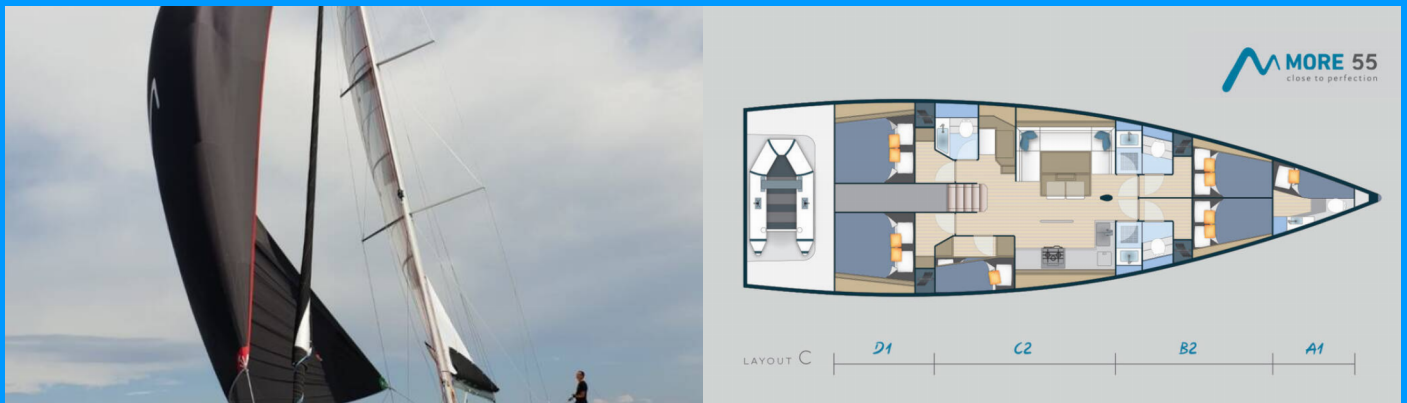 MORE 55
close to perfection
LAYOUT C
D1
C2
B2
A1